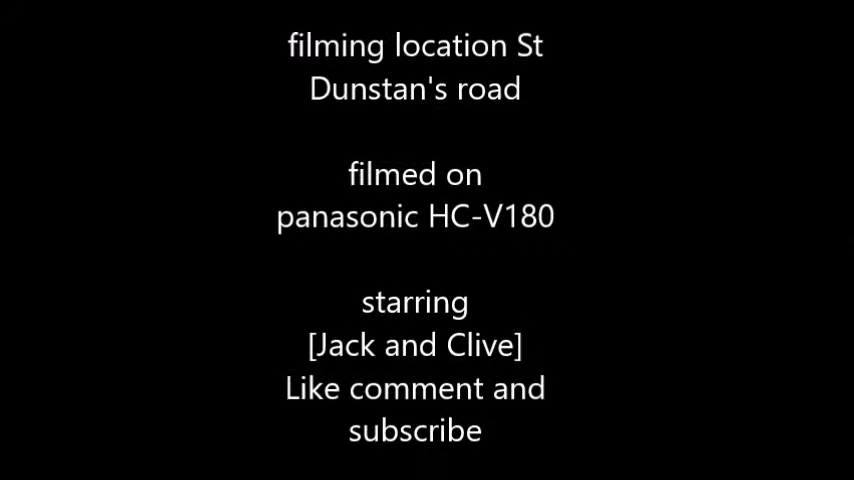 filming location St
Dunstan's road
filmed on
panasonic HC-V180
starring
[Jack and Clive]
Like comment and
subscribe